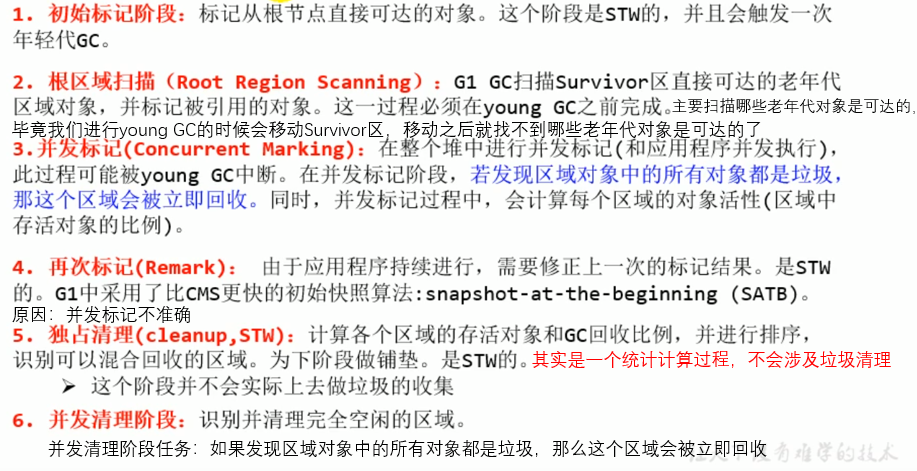 1. 初始标记阶段：标记从根节点直接可达的对象。这个阶段是STW的，并且会触发一次
年轻代GC。
2. 根区域扫描（Root Region Scanning）：G1 GC扫描Survivor区直接可达的老年代
区域对象，并标记被引用的对象。这一过程必须在young GC之前完成。主要扫描哪些老年代对象是可达的，
毕竟我们进行young GC的时候会移动Survivor区，移动之后就找不到哪些老年代对象是可达的了
3.并发标记(Concurrent Marking)：在整个堆中进行并发标记(和应用程序并发执行)，
此过程可能被young GC中断。在并发标记阶段，若发现区域对象中的所有对象都是垃圾，
那这个区域会被立即回收。同时，并发标记过程中，会计算每个区域的对象活性(区域中
存活对象的比例)。
4. 再次标记(Remark)： 由于应用程序持续进行，需要修正上一次的标记结果。是STW
的。G1中采用了比CMS更快的初始快照算法:snapshot-at-the-beginning (SATB)。
原因：并发标记不准确
5. 独占清理(cleanup,STW)：计算各个区域的存活对象和GC回收比例，并进行排序，
识别可以混合回收的区域。为下阶段做铺垫。是STW的。其实是一个统计计算过程，不会涉及垃圾清理
➢ 这个阶段并不会实际上去做垃圾的收集
6. 并发清理阶段：识别并清理完全空闲的区域。
并发清理阶段任务：如果发现区域对象中的所有对象都是垃圾，那么这个区域会被立即回收
有难学的技术